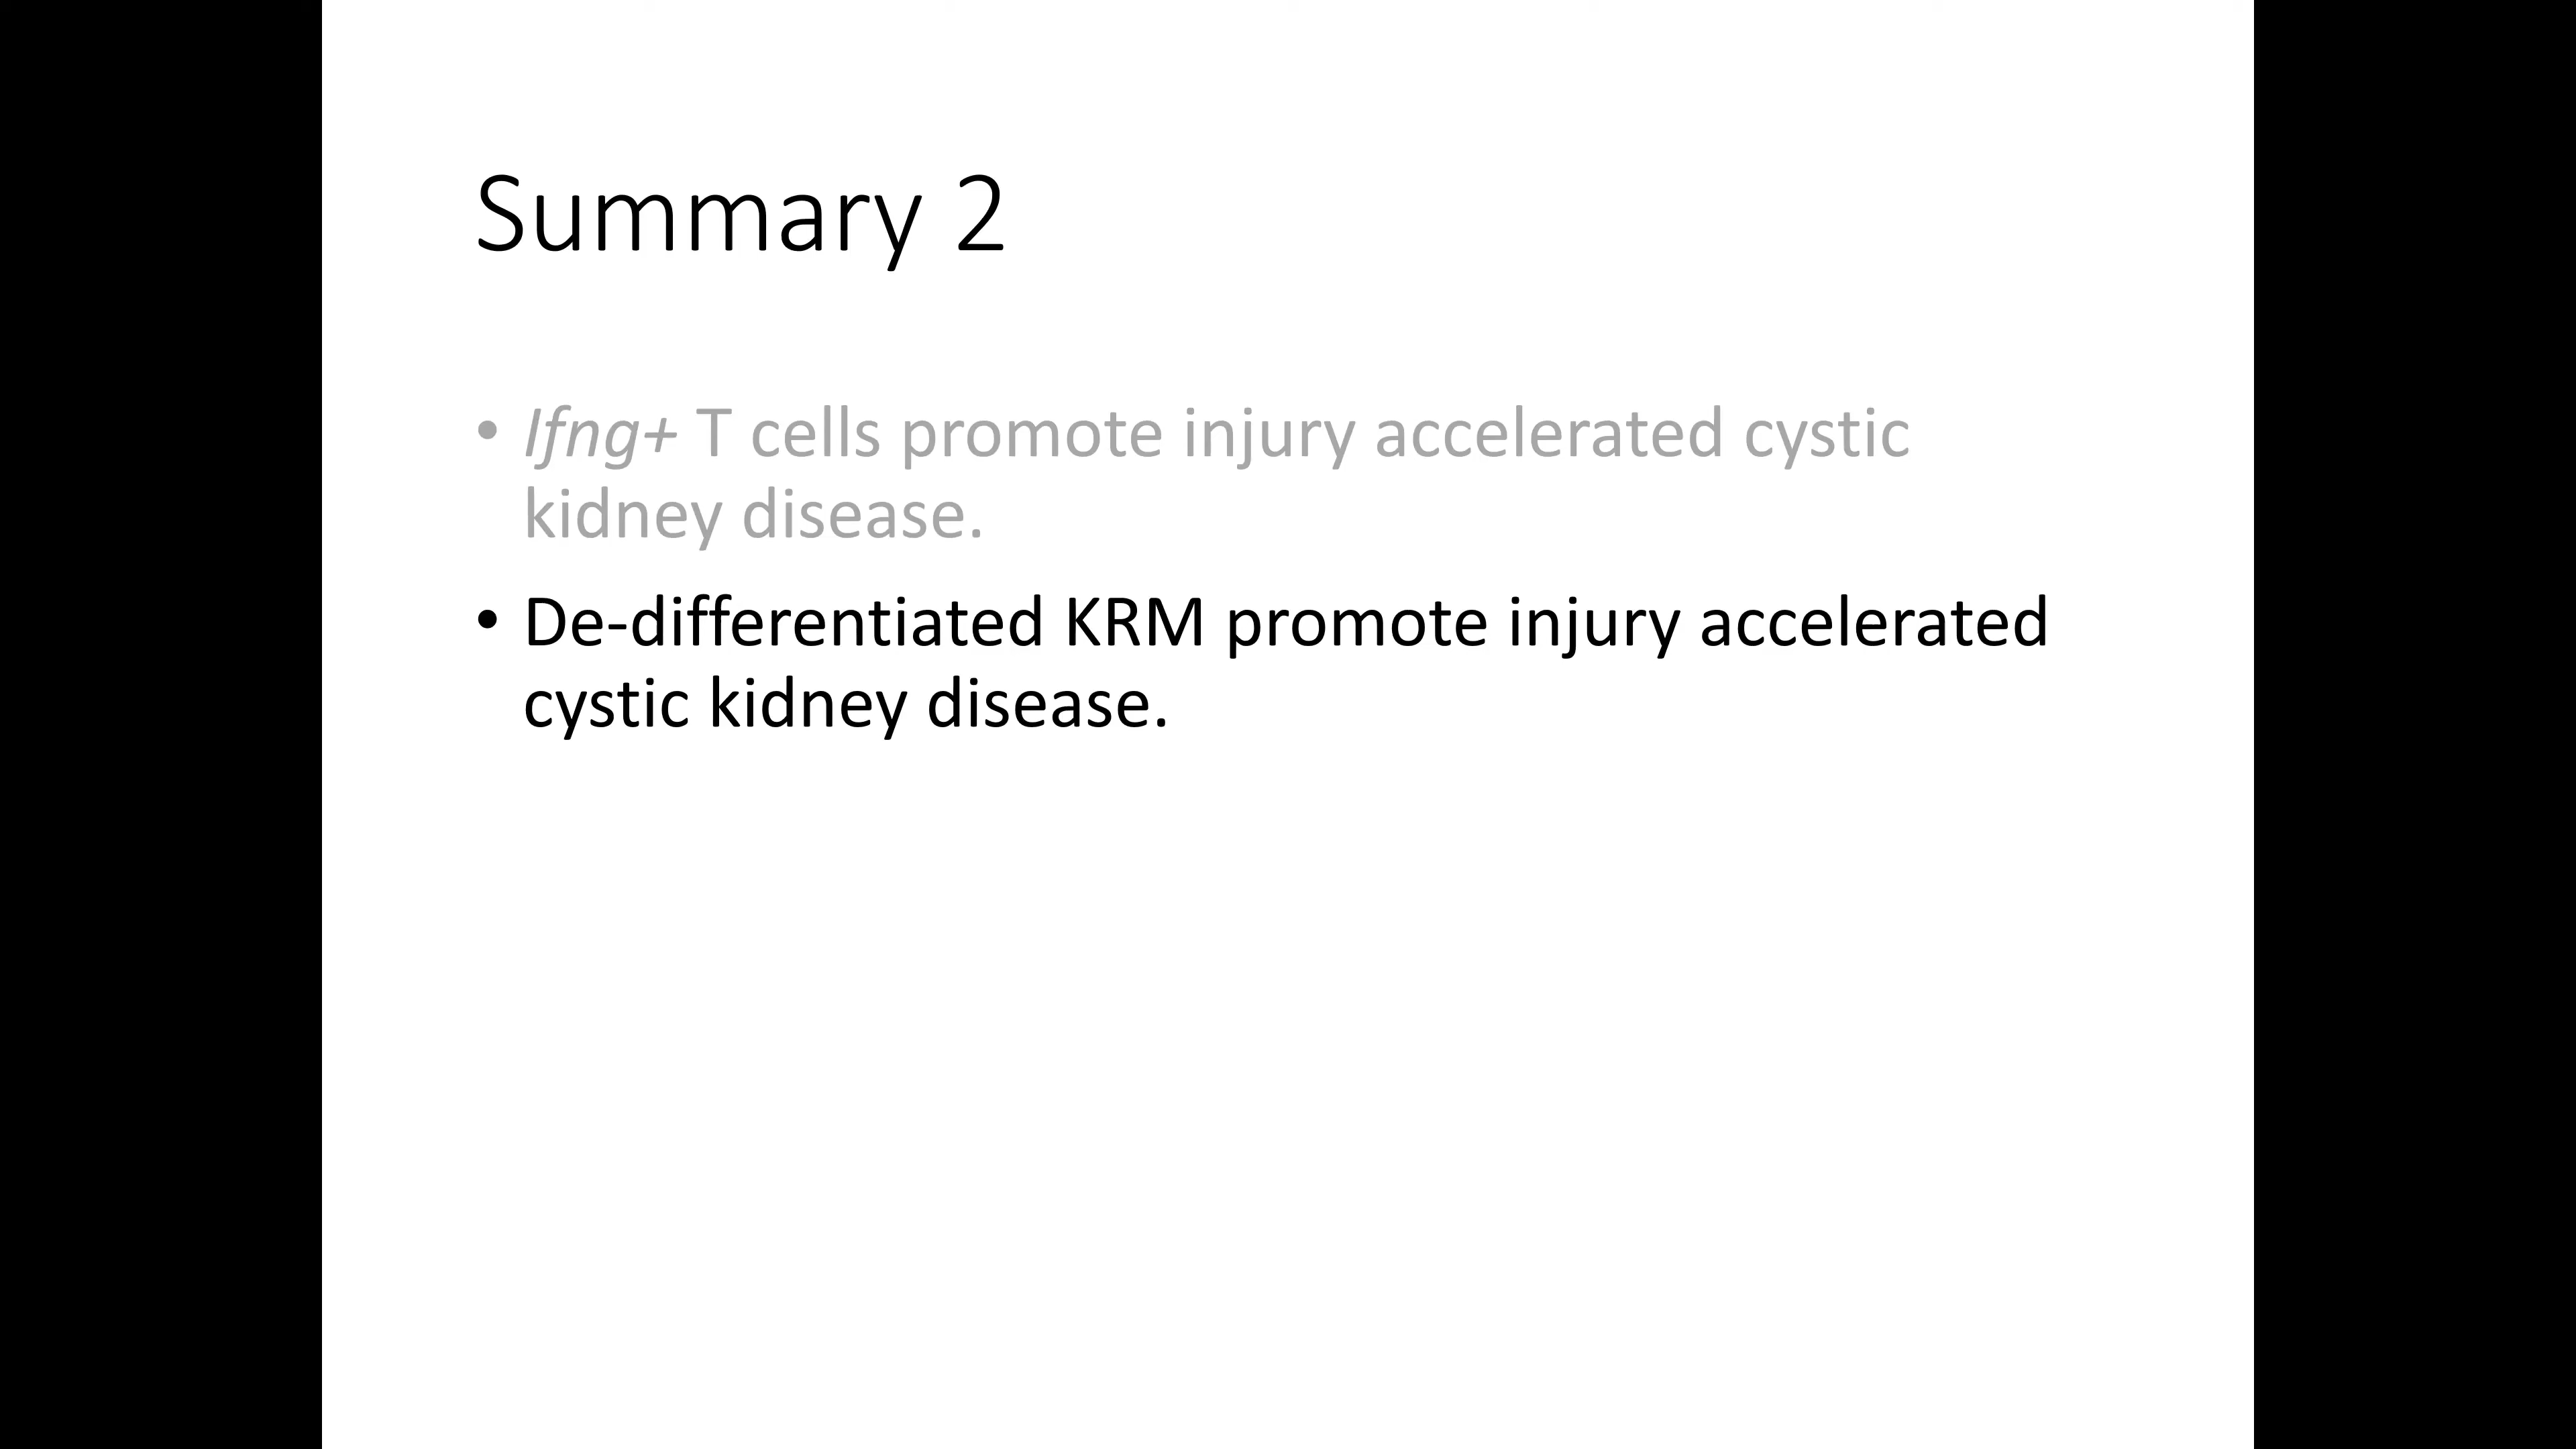 Summary 2
• Ifng+ T cells promote injury accelerated cystic
kidney disease.
• De-differentiated KRM promote injury accelerated
cystic kidney disease.